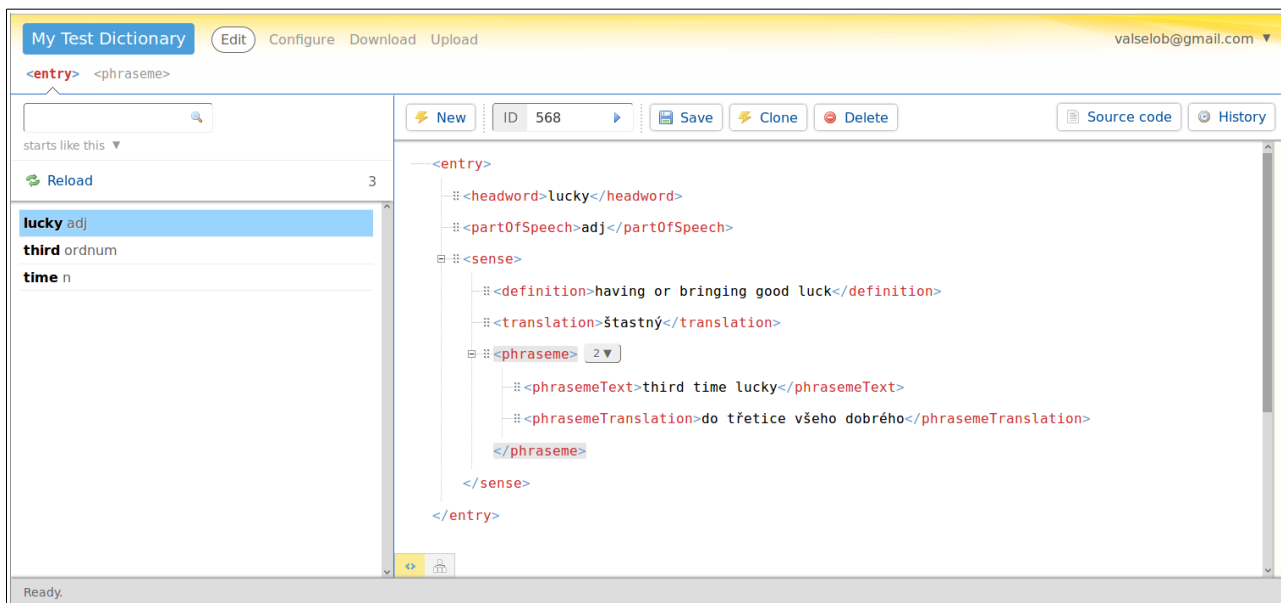 My Test Dictionary Edit Configure Download Upload valselob@gmail.com ▼
<entry> <phraseme>
New ID 568 Save Clone Delete Source code History
starts like this ▼
Reload 3
lucky adj
third ordnum
time n
<entry>
<headword>lucky</headword>
<partOfSpeech>adj</partOfSpeech>
<sense>
<definition>having or bringing good luck</definition>
<translation>štastný</translation>
<phraseme> 2▼
<phrasemeText>third time lucky</phrasemeText>
<phrasemeTranslation>do třetice všeho dobrého</phrasemeTranslation>
</phraseme>
</sense>
</entry>
Ready.